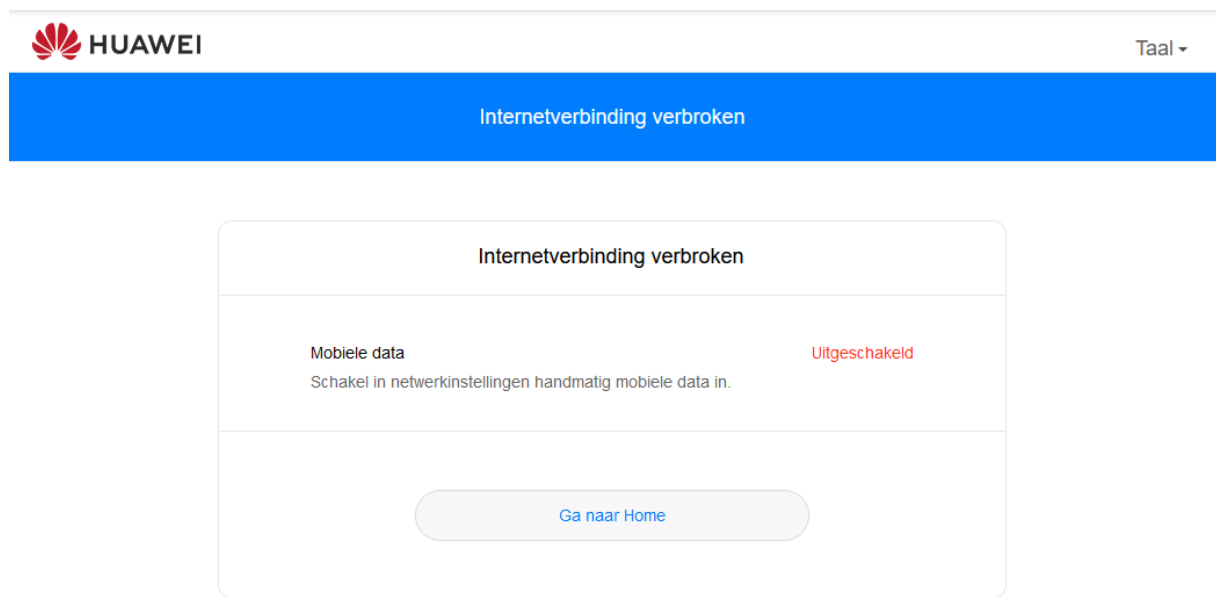 HUAWEI
Taal
Internetverbinding verbroken
Internetverbinding verbroken
Mobiele data Uitgeschakeld
Schakel in netwerkinstellingen handmatig mobiele data in.
Ga naar Home